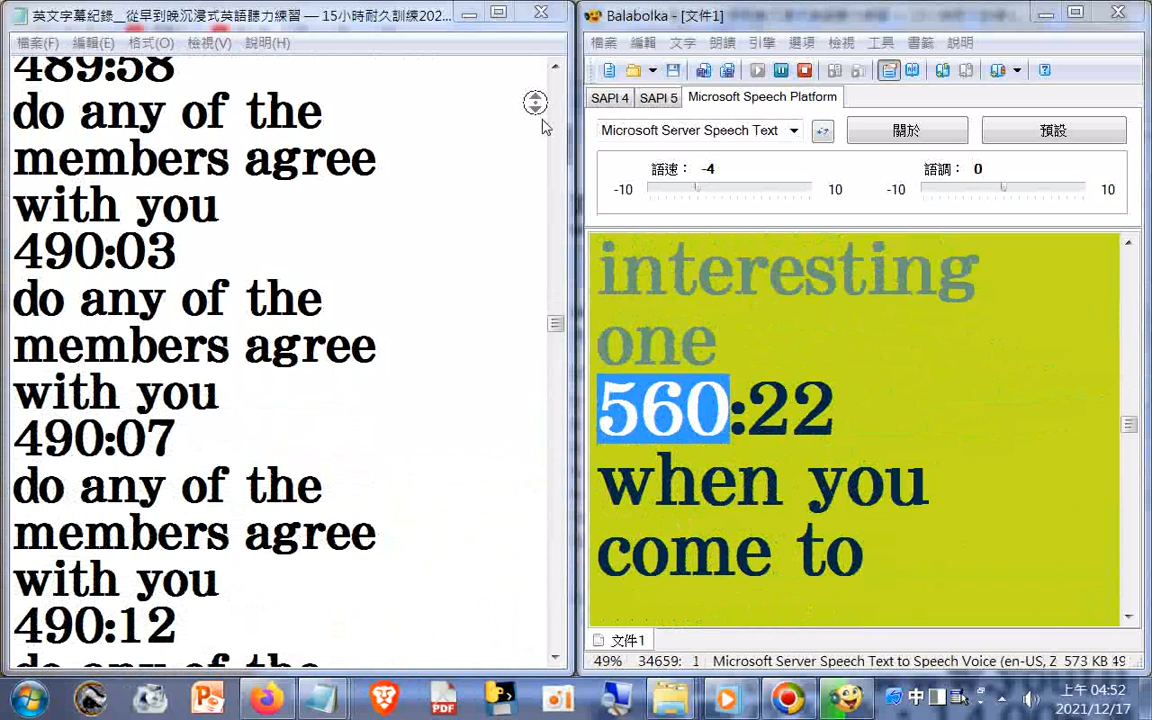 英文字幕紀錄__從早到晚沉浸式英語聽力練習 — 15小時耐久訓練202...
檔案(F) 編輯(E) 格式(O) 檢視(V) 說明(H)
489:58
do any of the
members agree
with you
490:03
do any of the
members agree
with you
490:07
do any of the
members agree
with you
490:12
do any of the
Balabolka - [文件1]
檔案 編輯 文字 朗讀 引擎 選項 檢視 工具 書籤 說明
SAPI 4 SAPI 5 Microsoft Speech Platform
Microsoft Server Speech Text 關於 預設
語速： -4 語調： 0
-10 10 -10 10
interesting
one
560:22
when you
come to
文件1
49% 34659: 1 Microsoft Server Speech Text to Speech Voice (en-US, Z 573 KB 49
PDF 中 上午 04:52
2021/12/17